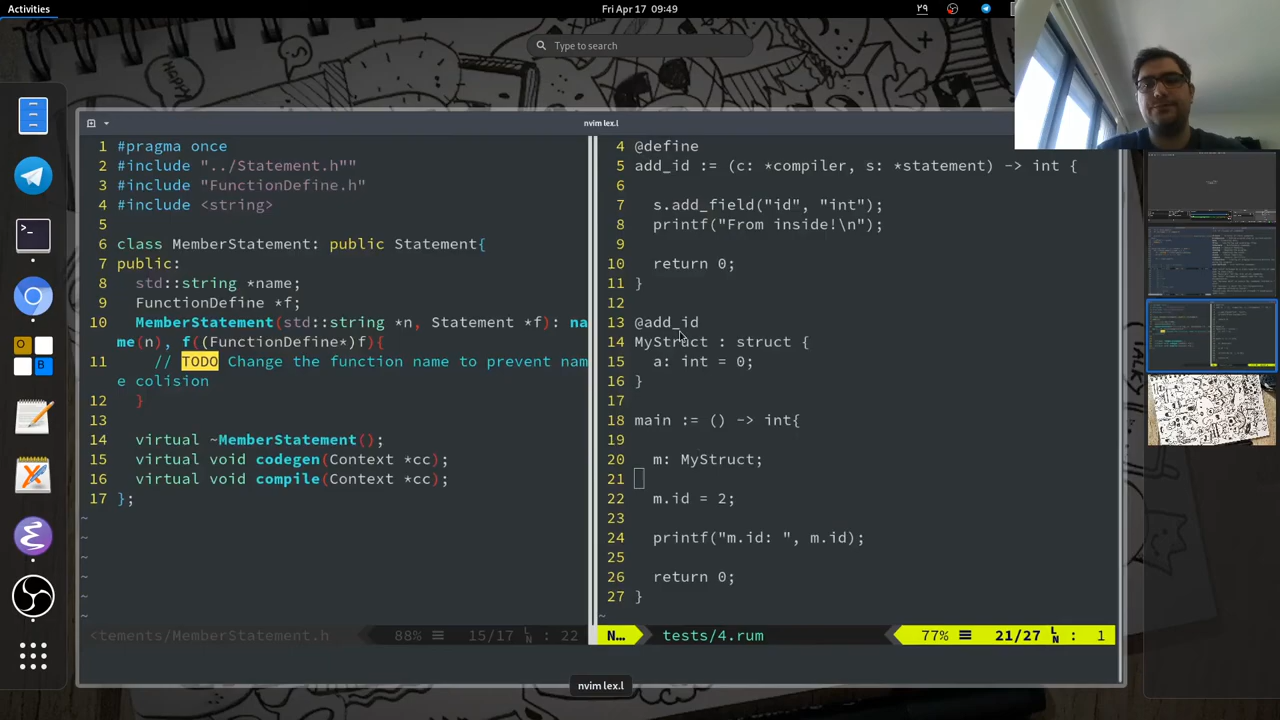 Activities
Fri Apr 17 09:49
۲۹
Type to search
nvim lex.l
1 #pragma once
2 #include "../Statement.h""
3 #include "FunctionDefine.h"
4 #include <string>
5
6 class MemberStatement: public Statement{
7 public:
8 std::string *name;
9 FunctionDefine *f;
10 MemberStatement(std::string *n, Statement *f): na
me(n), f((FunctionDefine*)f){
11 // TODO Change the function name to prevent nam
e colision
12 }
13
14 virtual ~MemberStatement();
15 virtual void codegen(Context *cc);
16 virtual void compile(Context *cc);
17 };
~
~
~
~
~
~
<tements/MemberStatement.h 88% ☰ 15/17 LN : 22
4 @define
5 add_id := (c: *compiler, s: *statement) -> int {
6
7 s.add_field("id", "int");
8 printf("From inside!\n");
9
10 return 0;
11 }
12
13 @add_id
14 MyStruct : struct {
15 a: int = 0;
16 }
17
18 main := () -> int{
19
20 m: MyStruct;
21
22 m.id = 2;
23
24 printf("m.id: ", m.id);
25
26 return 0;
27 }
~
N… tests/4.rum 77% ☰ 21/27 LN : 1
nvim lex.l